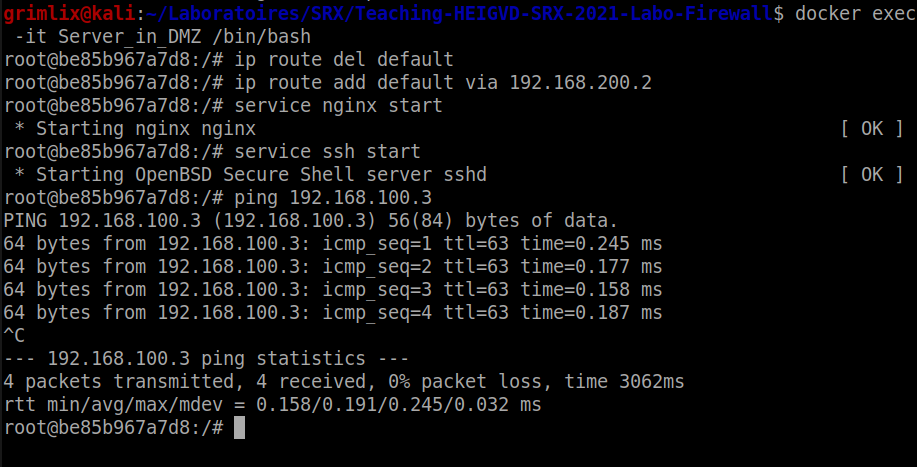 grimlix@kali:~/Laboratoires/SRX/Teaching-HEIGVD-SRX-2021-Labo-Firewall$ docker exec
 -it Server_in_DMZ /bin/bash
root@be85b967a7d8:/# ip route del default
root@be85b967a7d8:/# ip route add default via 192.168.200.2
root@be85b967a7d8:/# service nginx start
 * Starting nginx nginx [ OK ]
root@be85b967a7d8:/# service ssh start
 * Starting OpenBSD Secure Shell server sshd [ OK ]
root@be85b967a7d8:/# ping 192.168.100.3
PING 192.168.100.3 (192.168.100.3) 56(84) bytes of data.
64 bytes from 192.168.100.3: icmp_seq=1 ttl=63 time=0.245 ms
64 bytes from 192.168.100.3: icmp_seq=2 ttl=63 time=0.177 ms
64 bytes from 192.168.100.3: icmp_seq=3 ttl=63 time=0.158 ms
64 bytes from 192.168.100.3: icmp_seq=4 ttl=63 time=0.187 ms
^C
--- 192.168.100.3 ping statistics ---
4 packets transmitted, 4 received, 0% packet loss, time 3062ms
rtt min/avg/max/mdev = 0.158/0.191/0.245/0.032 ms
root@be85b967a7d8:/#